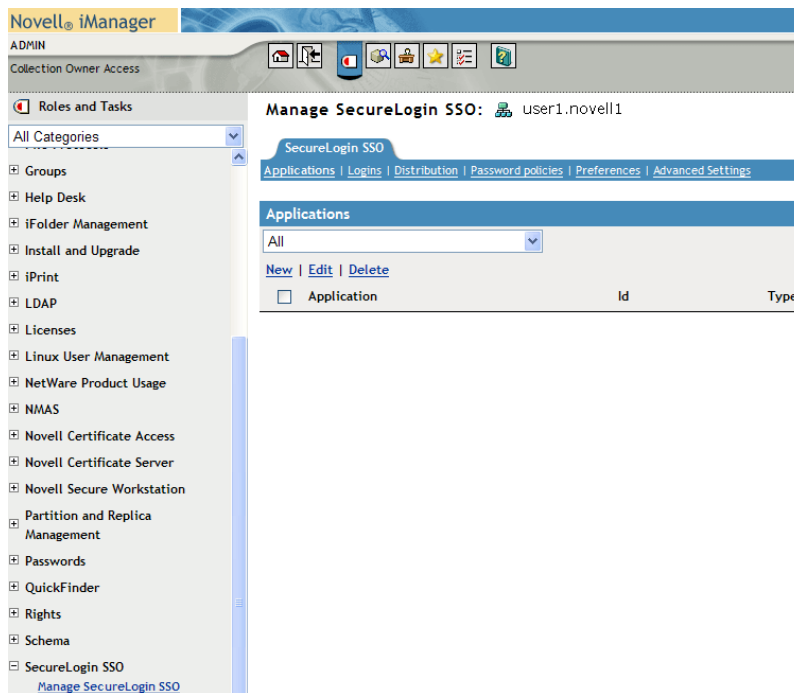 Novell® iManager
ADMIN
Collection Owner Access
Roles and Tasks
All Categories
Groups
Help Desk
iFolder Management
Install and Upgrade
iPrint
LDAP
Licenses
Linux User Management
NetWare Product Usage
NMAS
Novell Certificate Access
Novell Certificate Server
Novell Secure Workstation
Partition and Replica
Management
Passwords
QuickFinder
Rights
Schema
SecureLogin SSO
Manage SecureLogin SSO
Manage SecureLogin SSO: user1.novell1
SecureLogin SSO
Applications | Logins | Distribution | Password policies | Preferences | Advanced Settings
Applications
All
New | Edit | Delete
Application Id Type